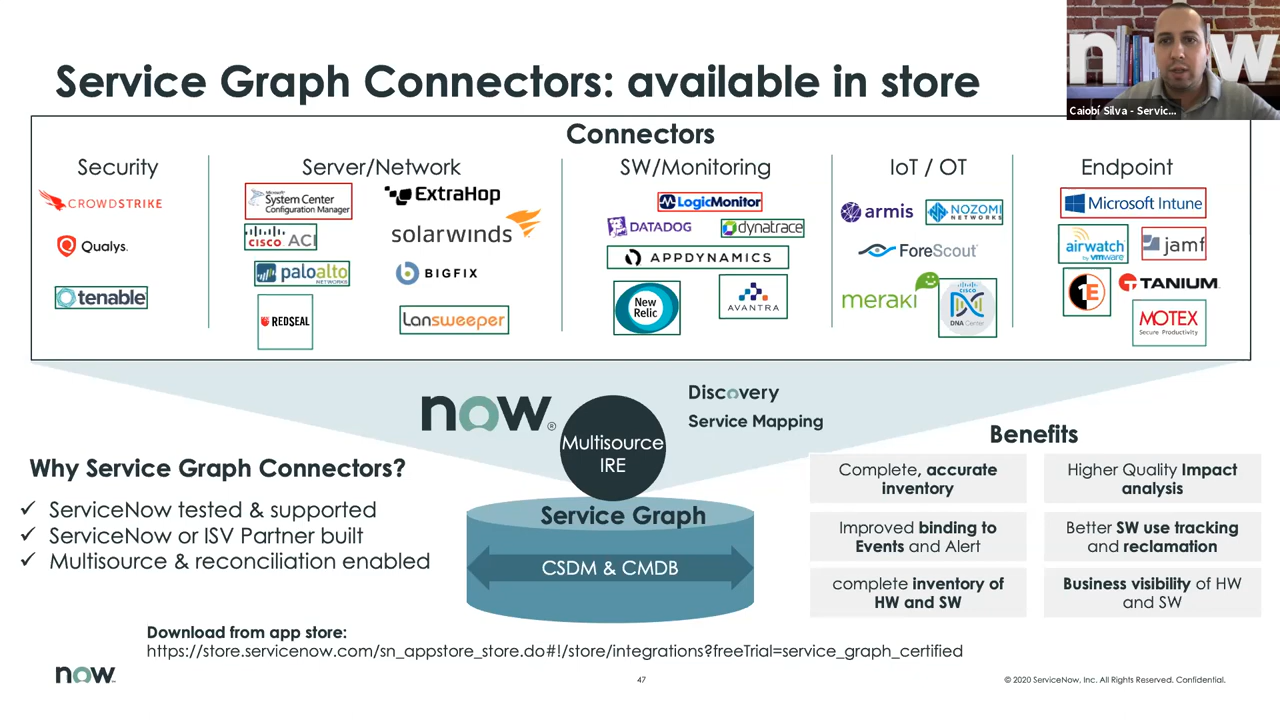 now
Caiobí Silva - Servic...
Service Graph Connectors: available in store
Connectors
Security
CROWDSTRIKE
Qualys.
tenable
Server/Network
Microsoft
System Center
Configuration Manager
ExtraHop
CISCO ACI
solarwinds
paloalto
NETWORKS
BIGFIX
REDSEAL
Lansweeper
SW/Monitoring
LogicMonitor
DATADOG
dynatrace
APPDYNAMICS
New
Relic
AVANTRA
IoT / OT
armis
NOZOMI
NETWORKS
ForeScout
meraki
CISCO
DNA Center
Endpoint
Microsoft Intune
airwatch
by vmware
jamf
1E
TANIUM
MOTEX
Secure Productivity
now®
Discovery
Service Mapping
Multisource
IRE
Service Graph
CSDM & CMDB
Why Service Graph Connectors?
✓ ServiceNow tested & supported
✓ ServiceNow or ISV Partner built
✓ Multisource & reconciliation enabled
Benefits
Complete, accurate
inventory
Higher Quality Impact
analysis
Improved binding to
Events and Alert
Better SW use tracking
and reclamation
complete inventory of
HW and SW
Business visibility of HW
and SW
Download from app store:
https://store.servicenow.com/sn_appstore_store.do#!/store/integrations?freeTrial=service_graph_certified
now
47
© 2020 ServiceNow, Inc. All Rights Reserved. Confidential.